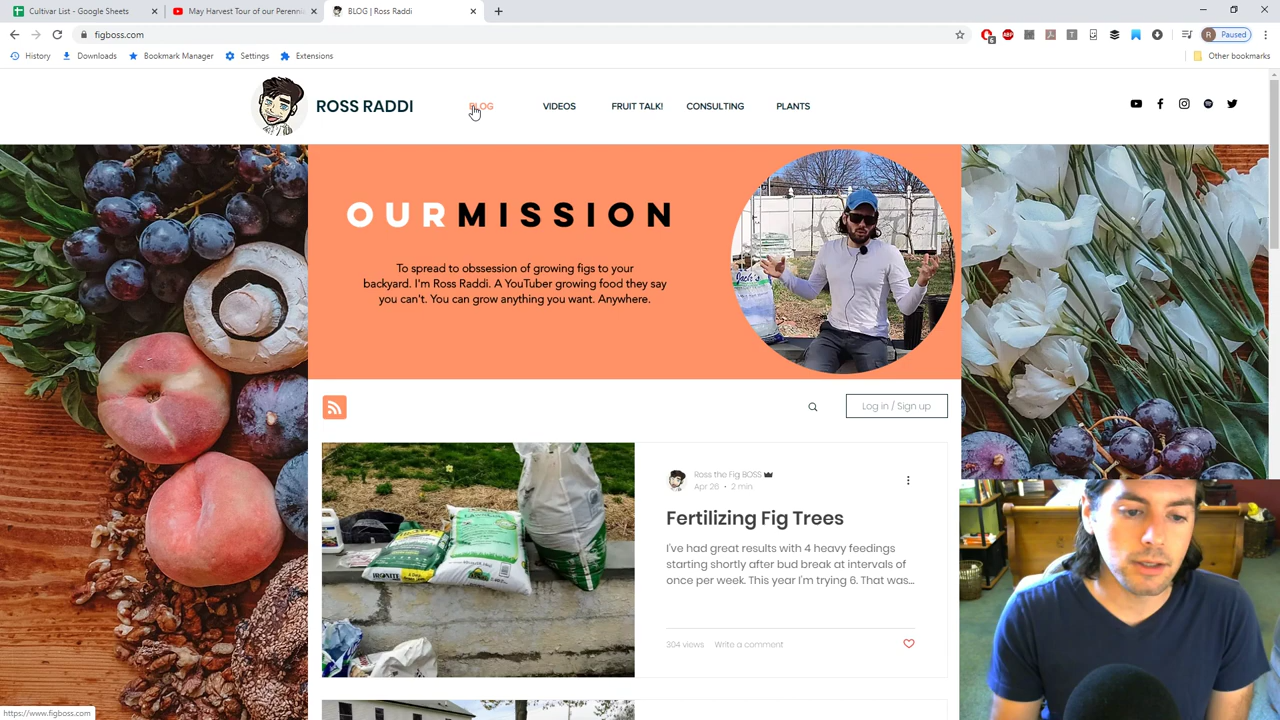 Cultivar List - Google Sheets
May Harvest Tour of our Perenni
BLOG | Ross Raddi
figboss.com
R Paused
History
Downloads
Bookmark Manager
Settings
Extensions
Other bookmarks
ROSS RADDI
BLOG
VIDEOS
FRUIT TALK!
CONSULTING
PLANTS
OURMISSION
To spread to obssession of growing figs to your
backyard. I'm Ross Raddi. A YouTuber growing food they say
you can't. You can grow anything you want. Anywhere.
Log in / Sign up
Ross the Fig BOSS
Apr 26 • 2 min
Fertilizing Fig Trees
I've had great results with 4 heavy feedings
starting shortly after bud break at intervals of
once per week. This year I'm trying 6. That was...
304 views
Write a comment
https://www.figboss.com